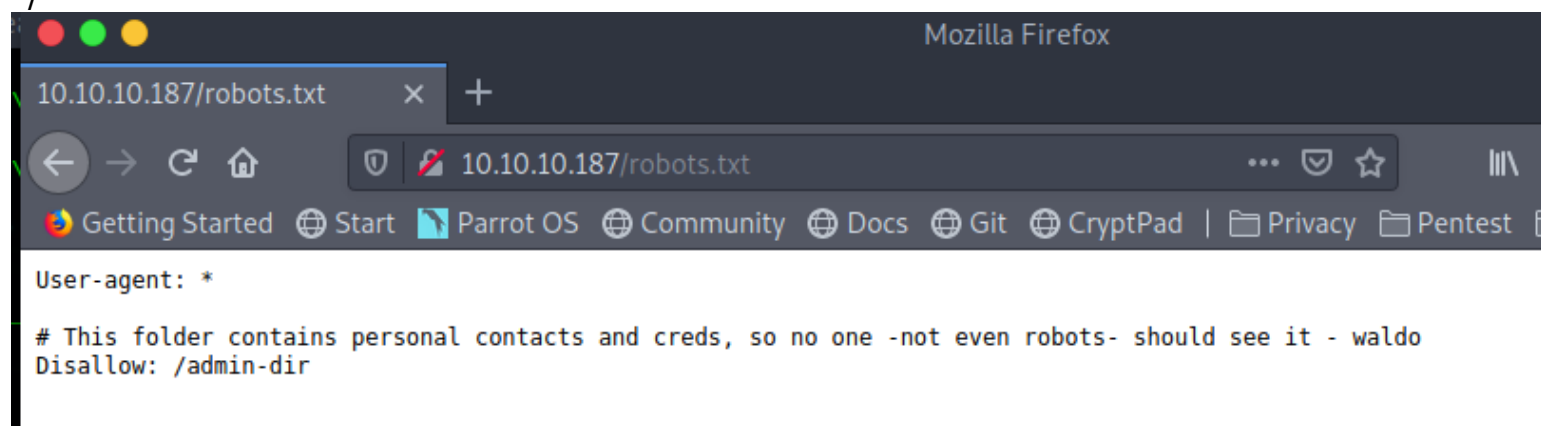 Mozilla Firefox
10.10.10.187/robots.txt
10.10.10.187/robots.txt
Getting Started Start Parrot OS Community Docs Git CryptPad | Privacy Pentest
User-agent: *
# This folder contains personal contacts and creds, so no one -not even robots- should see it - waldo
Disallow: /admin-dir